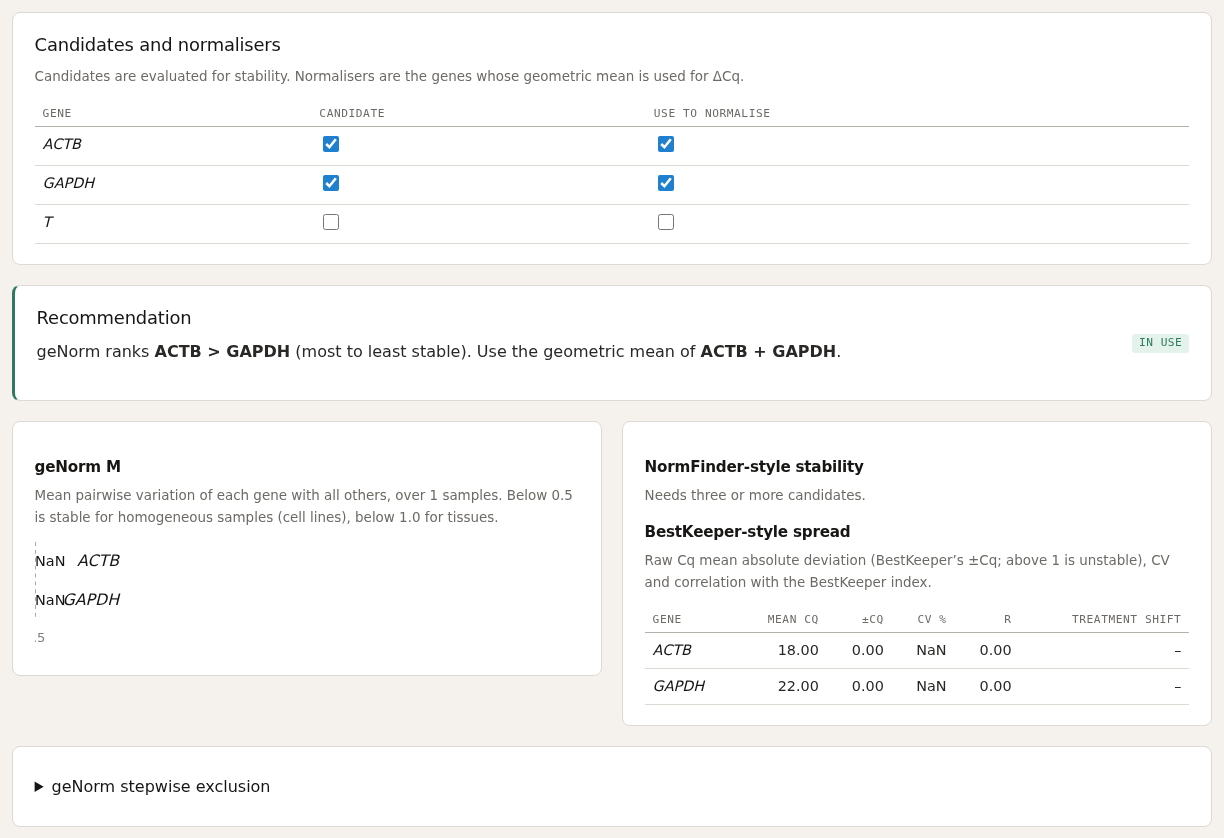 Candidates and normalisers
Candidates are evaluated for stability. Normalisers are the genes whose geometric mean is used for ΔCq.
GENE CANDIDATE USE TO NORMALISE
ACTB
GAPDH
T
Recommendation
geNorm ranks ACTB > GAPDH (most to least stable). Use the geometric mean of ACTB + GAPDH.
IN USE
geNorm M
Mean pairwise variation of each gene with all others, over 1 samples. Below 0.5
is stable for homogeneous samples (cell lines), below 1.0 for tissues.
NaN ACTB
NaN GAPDH
.5
NormFinder-style stability
Needs three or more candidates.
BestKeeper-style spread
Raw Cq mean absolute deviation (BestKeeper’s ±Cq; above 1 is unstable), CV
and correlation with the BestKeeper index.
GENE MEAN CQ ±CQ CV % R TREATMENT SHIFT
ACTB 18.00 0.00 NaN 0.00 –
GAPDH 22.00 0.00 NaN 0.00 –
geNorm stepwise exclusion